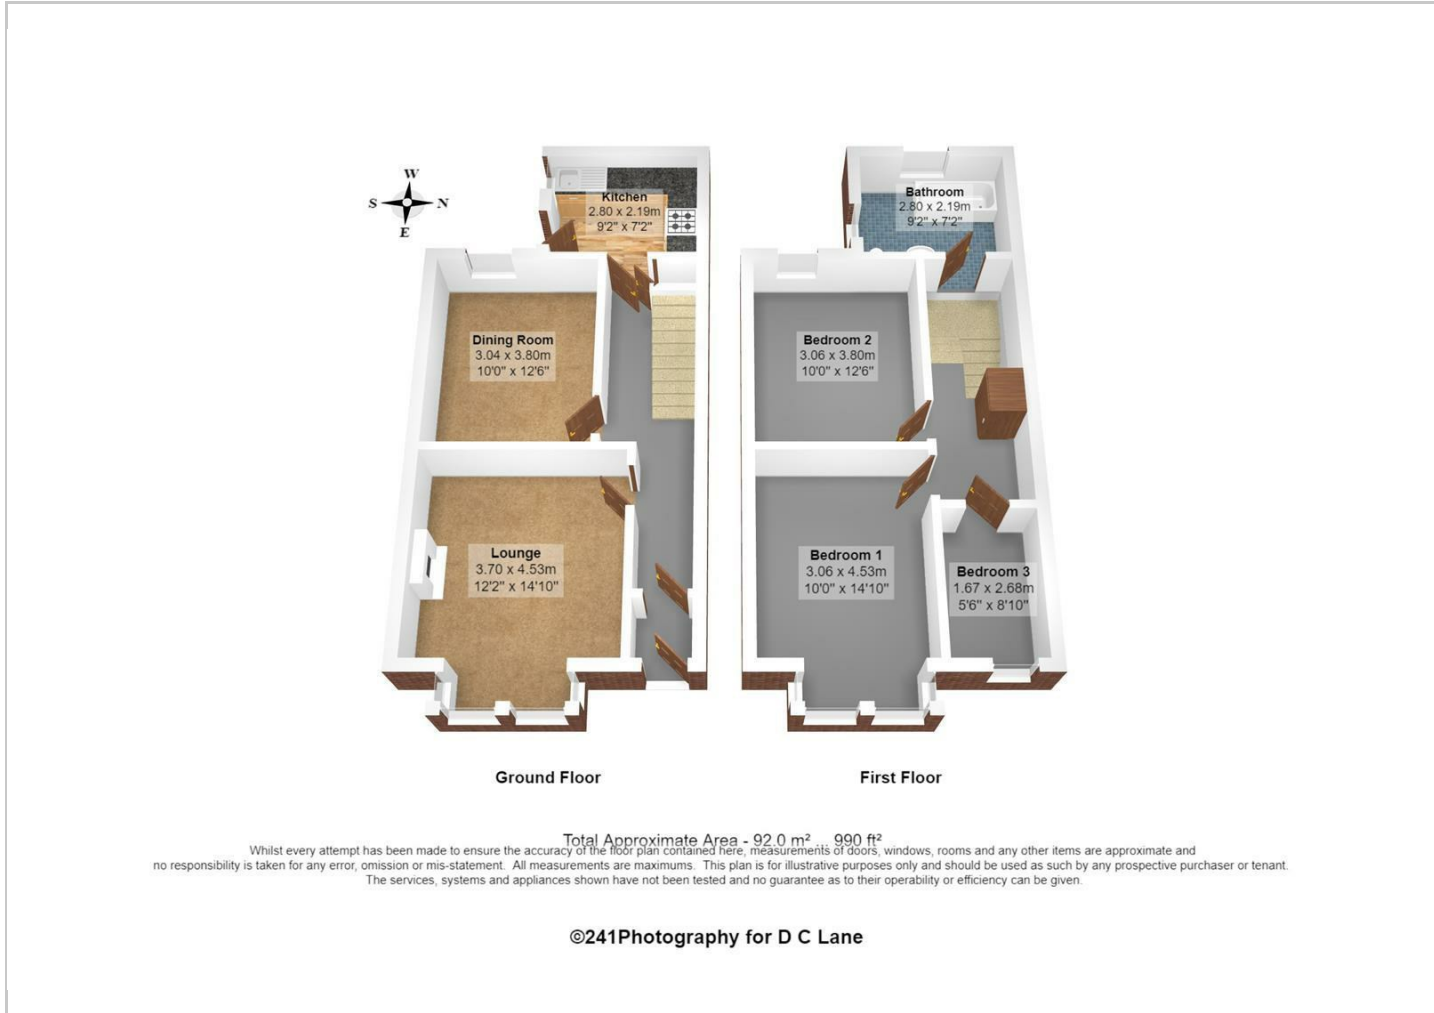 W
S N
E
Kitchen
2.80 x 2.19m
9'2" x 7'2"
Dining Room
3.04 x 3.80m
10'0" x 12'6"
Lounge
3.70 x 4.53m
12'2" x 14'10"
Bathroom
2.80 x 2.19m
9'2" x 7'2"
Bedroom 2
3.06 x 3.80m
10'0" x 12'6"
Bedroom 1
3.06 x 4.53m
10'0" x 14'10"
Bedroom 3
1.67 x 2.68m
5'6" x 8'10"
Ground Floor
First Floor
Total Approximate Area - 92.0 m² ... 990 ft²
Whilst every attempt has been made to ensure the accuracy of the floor plan contained here, measurements of doors, windows, rooms and any other items are approximate and
no responsibility is taken for any error, omission or mis-statement. All measurements are maximums. This plan is for illustrative purposes only and should be used as such by any prospective purchaser or tenant.
The services, systems and appliances shown have not been tested and no guarantee as to their operability or efficiency can be given.
©241Photography for D C Lane